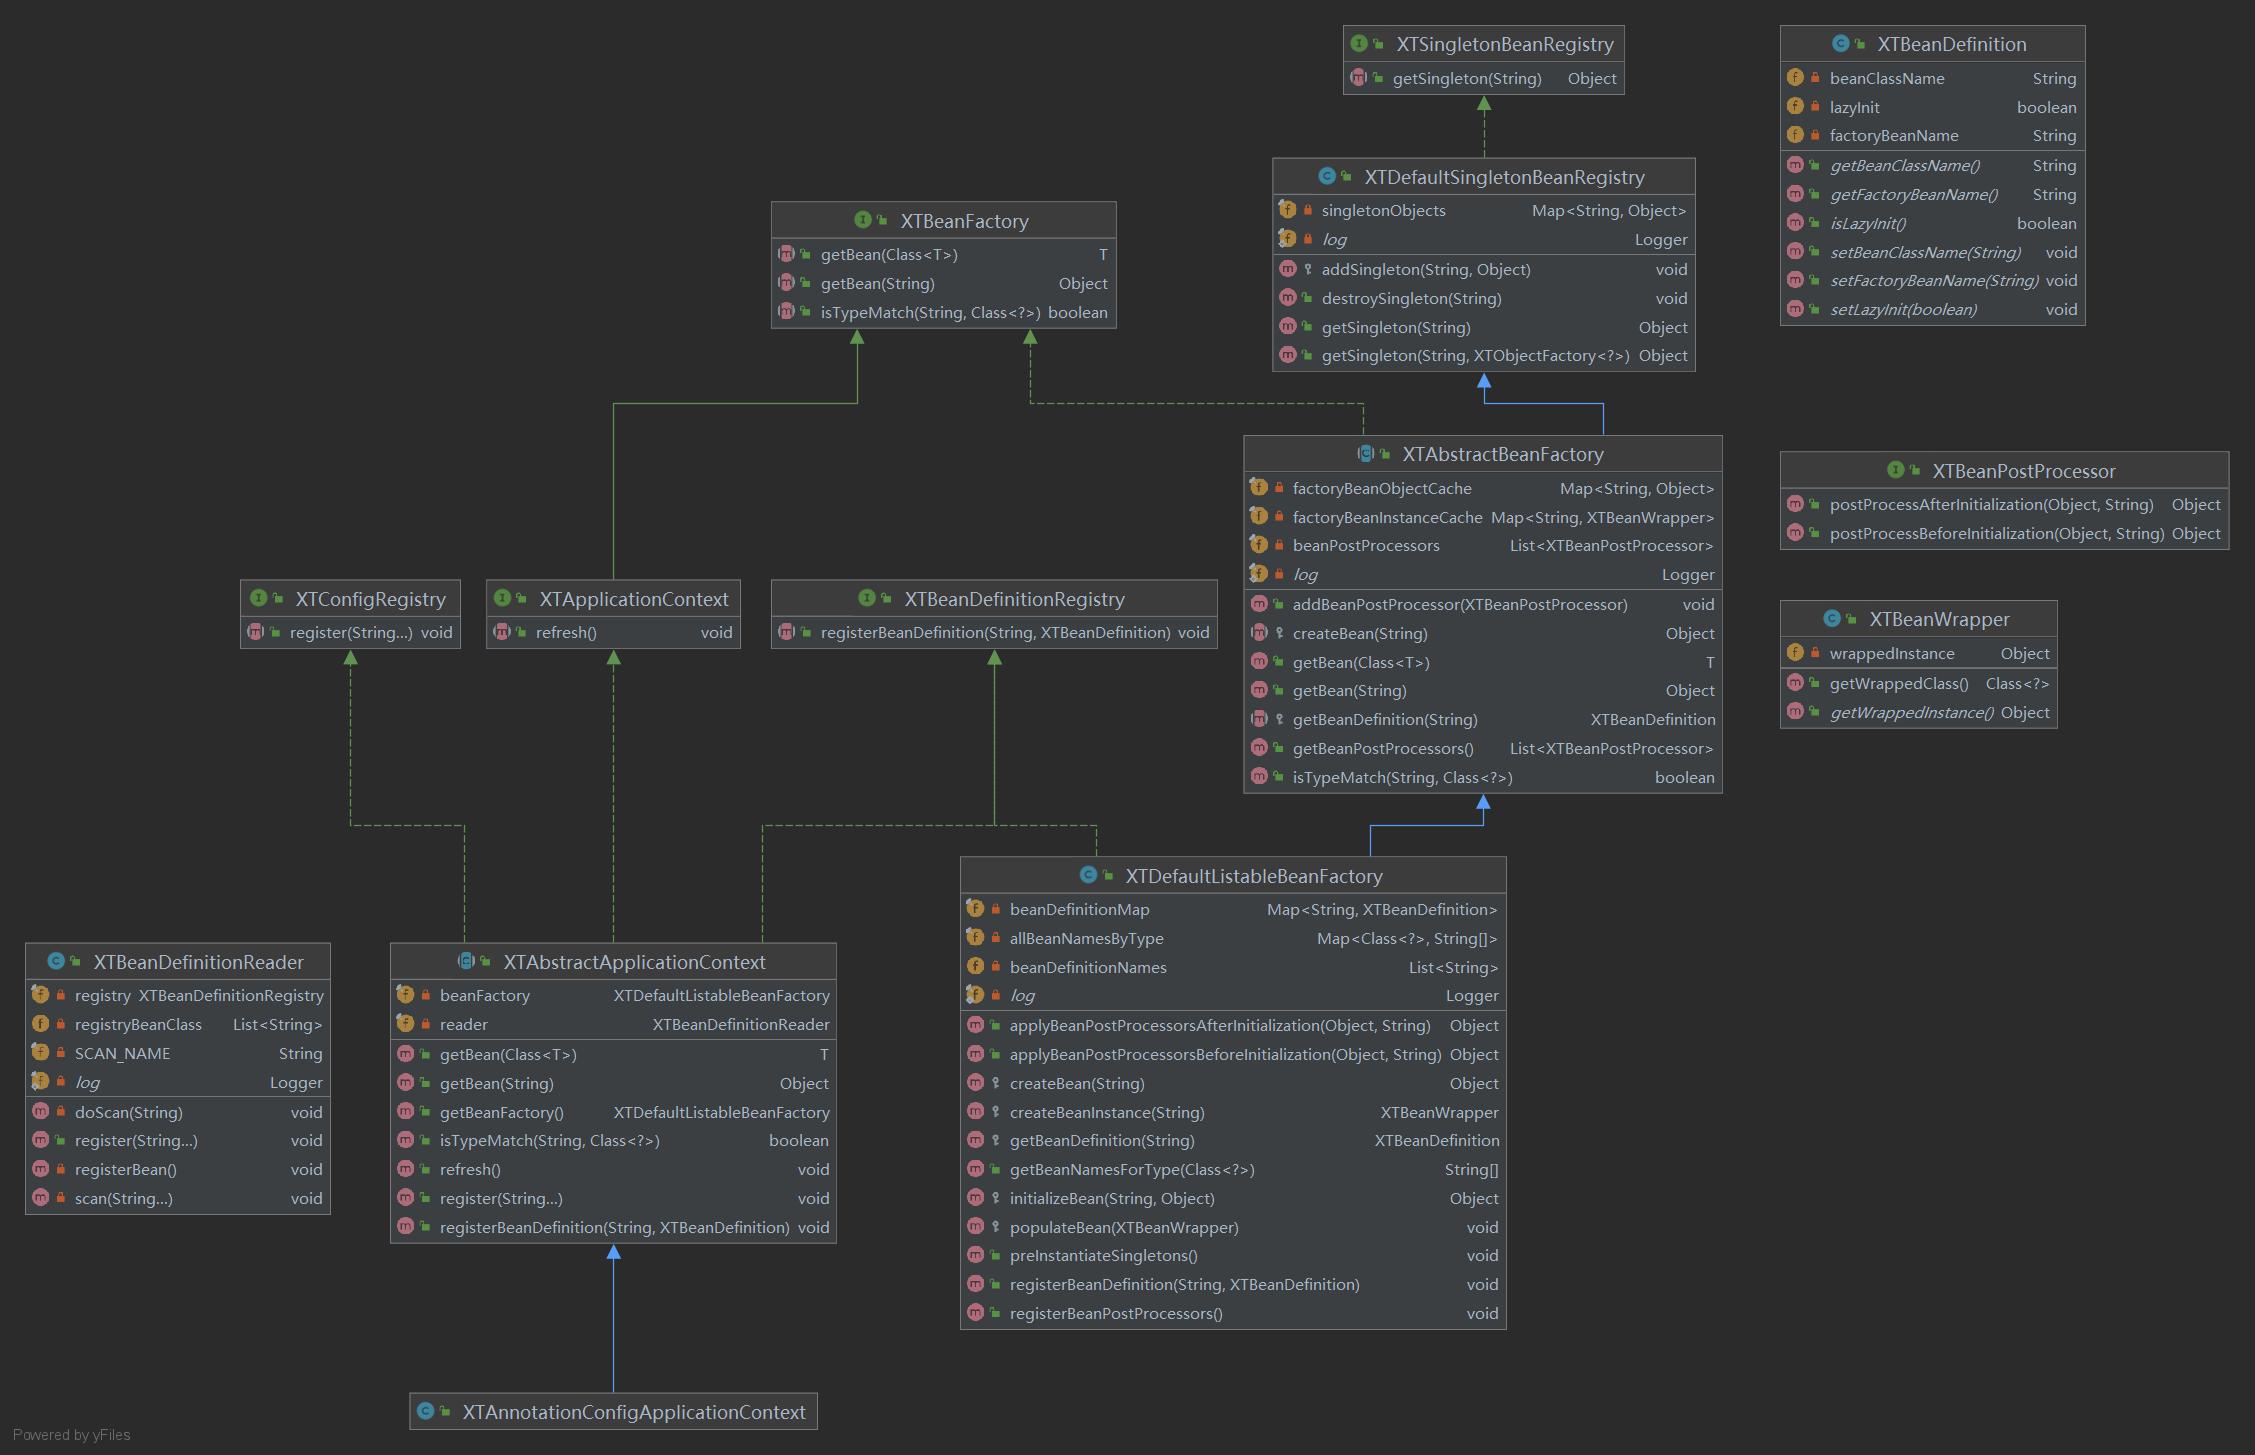 XTSingletonBeanRegistry
getSingleton(String) Object
XTBeanDefinition
beanClassName String
lazyInit boolean
factoryBeanName String
getBeanClassName() String
getFactoryBeanName() String
isLazyInit() boolean
setBeanClassName(String) void
setFactoryBeanName(String) void
setLazyInit(boolean) void
XTDefaultSingletonBeanRegistry
singletonObjects Map<String, Object>
log Logger
addSingleton(String, Object) void
destroySingleton(String) void
getSingleton(String) Object
getSingleton(String, XTObjectFactory<?>) Object
XTBeanFactory
getBean(Class<T>) T
getBean(String) Object
isTypeMatch(String, Class<?>) boolean
XTAbstractBeanFactory
factoryBeanObjectCache Map<String, Object>
factoryBeanInstanceCache Map<String, XTBeanWrapper>
beanPostProcessors List<XTBeanPostProcessor>
log Logger
addBeanPostProcessor(XTBeanPostProcessor) void
createBean(String) Object
getBean(Class<T>) T
getBean(String) Object
getBeanDefinition(String) XTBeanDefinition
getBeanPostProcessors() List<XTBeanPostProcessor>
isTypeMatch(String, Class<?>) boolean
XTBeanPostProcessor
postProcessAfterInitialization(Object, String) Object
postProcessBeforeInitialization(Object, String) Object
XTConfigRegistry
register(String...) void
XTApplicationContext
refresh() void
XTBeanDefinitionRegistry
registerBeanDefinition(String, XTBeanDefinition) void
XTBeanWrapper
wrappedInstance Object
getWrappedClass() Class<?>
getWrappedInstance() Object
XTDefaultListableBeanFactory
beanDefinitionMap Map<String, XTBeanDefinition>
allBeanNamesByType Map<Class<?>, String[]>
beanDefinitionNames List<String>
log Logger
applyBeanPostProcessorsAfterInitialization(Object, String) Object
applyBeanPostProcessorsBeforeInitialization(Object, String) Object
createBean(String) Object
createBeanInstance(String) XTBeanWrapper
getBeanDefinition(String) XTBeanDefinition
getBeanNamesForType(Class<?>) String[]
initializeBean(String, Object) Object
populateBean(XTBeanWrapper) void
preInstantiateSingletons() void
registerBeanDefinition(String, XTBeanDefinition) void
registerBeanPostProcessors() void
XTBeanDefinitionReader
registry XTBeanDefinitionRegistry
registryBeanClass List<String>
SCAN_NAME String
log Logger
doScan(String) void
register(String...) void
registerBean() void
scan(String...) void
XTAbstractApplicationContext
beanFactory XTDefaultListableBeanFactory
reader XTBeanDefinitionReader
getBean(Class<T>) T
getBean(String) Object
getBeanFactory() XTDefaultListableBeanFactory
isTypeMatch(String, Class<?>) boolean
refresh() void
register(String...) void
registerBeanDefinition(String, XTBeanDefinition) void
XTAnnotationConfigApplicationContext
Powered by yFiles